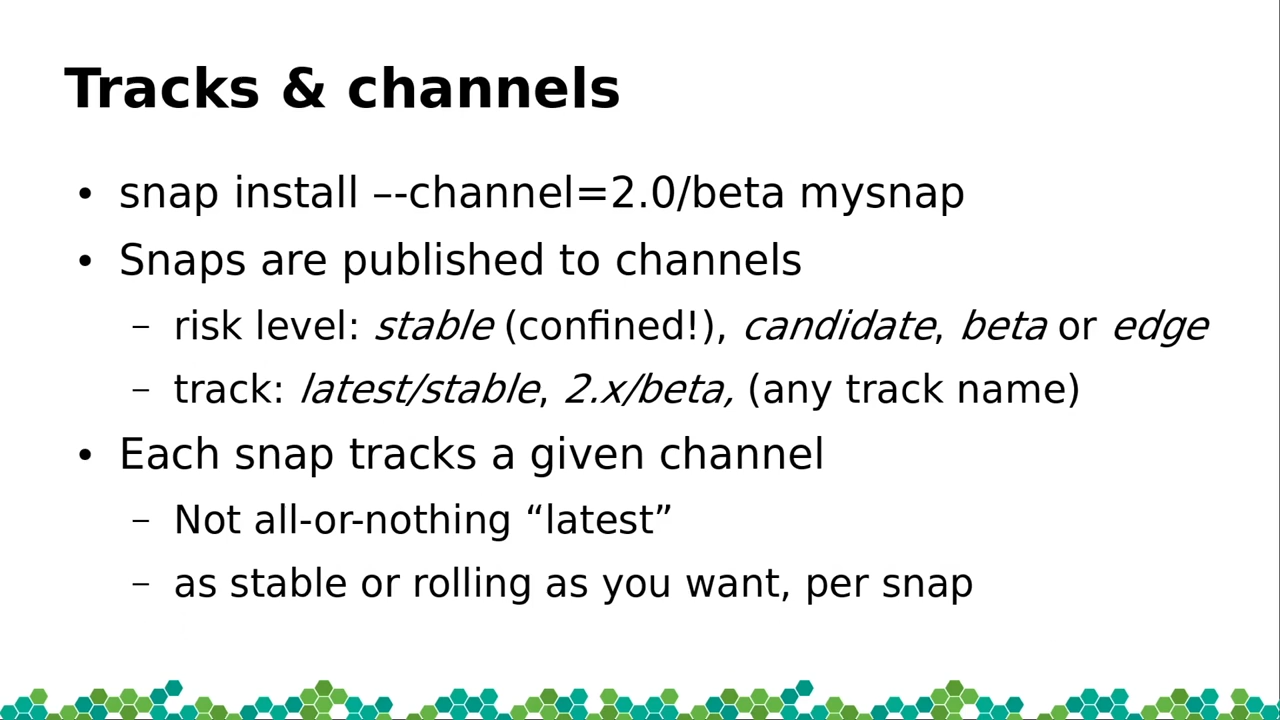 Tracks & channels
• snap install –-channel=2.0/beta mysnap
• Snaps are published to channels
– risk level: stable (confined!), candidate, beta or edge
– track: latest/stable, 2.x/beta, (any track name)
• Each snap tracks a given channel
– Not all-or-nothing “latest”
– as stable or rolling as you want, per snap